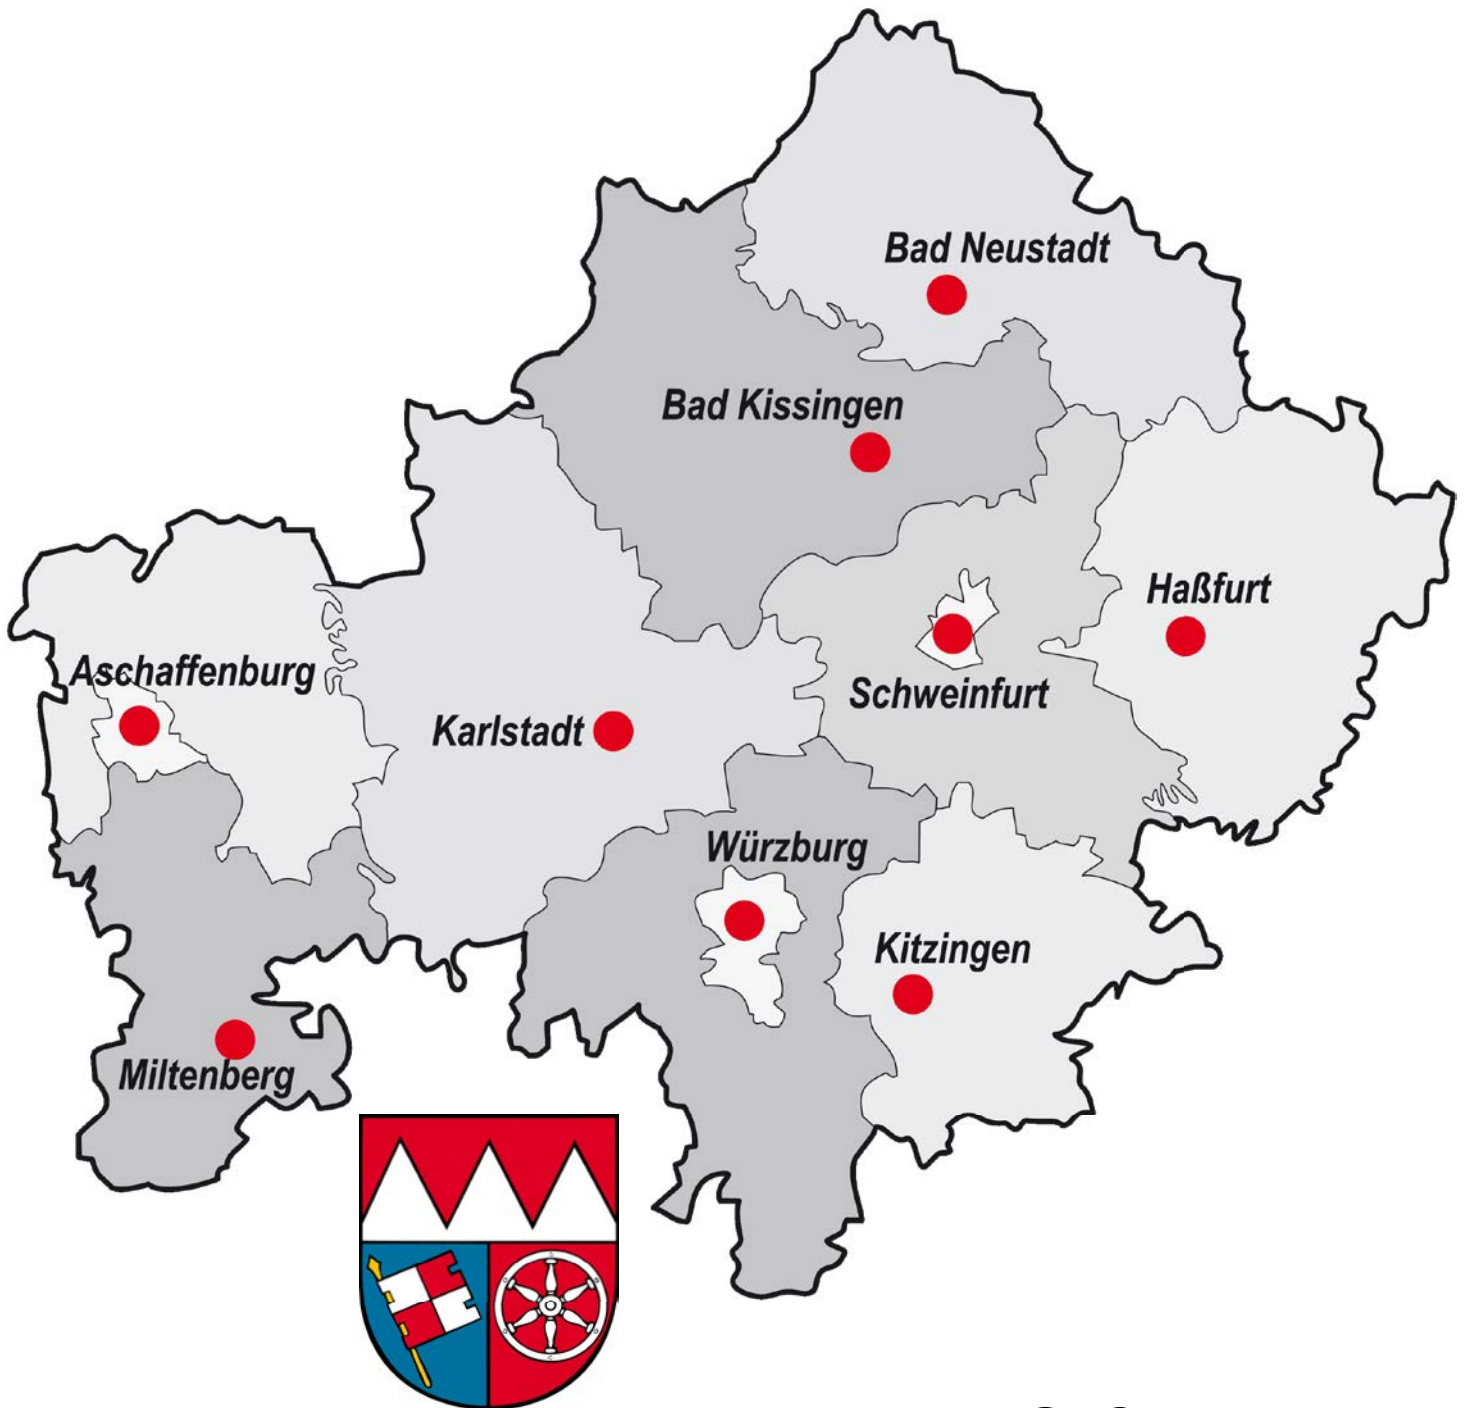 Bad Neustadt
Bad Kissingen
Haßfurt
Aschaffenburg
Schweinfurt
Karlstadt
Würzburg
Kitzingen
Miltenberg